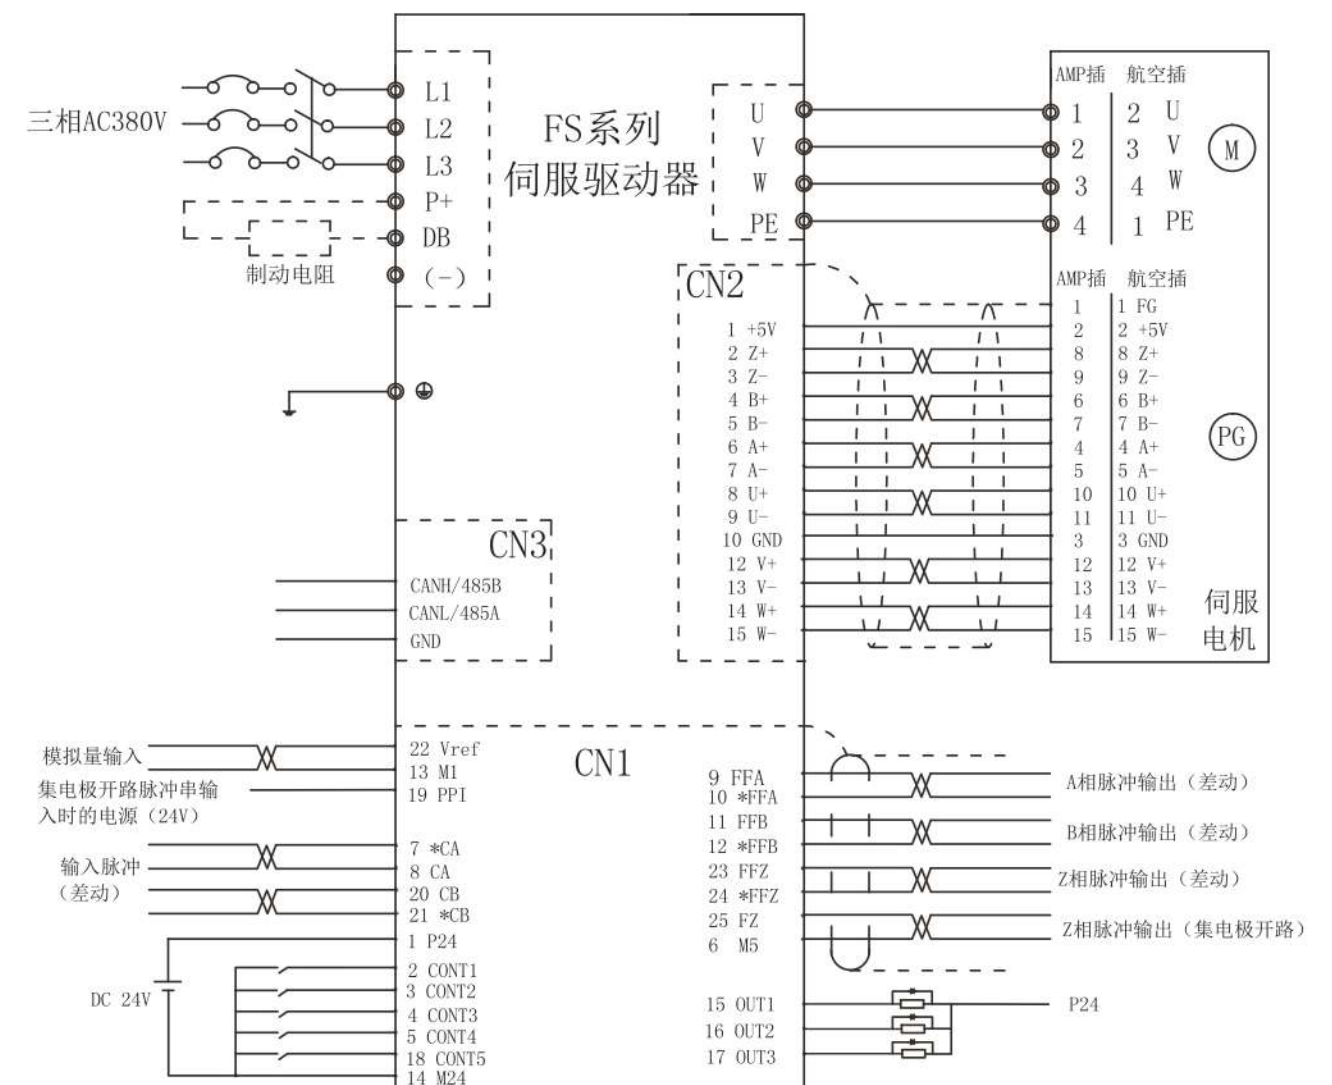 三相AC380V
L1
L2
L3
P+
DB
(-)
制动电阻
FS系列
伺服驱动器
U
V
W
PE
AMP插 航空插
1 2 U
2 3 V
3 4 W
4 1 PE
M
CN2
1 +5V
2 Z+
3 Z-
4 B+
5 B-
6 A+
7 A-
8 U+
9 U-
10 GND
12 V+
13 V-
14 W+
15 W-
AMP插 航空插
1 1 FG
2 2 +5V
8 8 Z+
9 9 Z-
6 6 B+
7 7 B-
4 4 A+
5 5 A-
10 10 U+
11 11 U-
3 3 GND
12 12 V+
13 13 V-
14 14 W+
15 15 W-
PG
伺服
电机
CN3
CANH/485B
CANL/485A
GND
CN1
模拟量输入
集电极开路脉冲串输
入时的电源（24V）
输入脉冲
（差动）
DC 24V
22 Vref
13 M1
19 PPI
7 *CA
8 CA
20 CB
21 *CB
1 P24
2 CONT1
3 CONT2
4 CONT3
5 CONT4
18 CONT5
14 M24
9 FFA
10 *FFA
11 FFB
12 *FFB
23 FFZ
24 *FFZ
25 FZ
6 M5
15 OUT1
16 OUT2
17 OUT3
A相脉冲输出（差动）
B相脉冲输出（差动）
Z相脉冲输出（差动）
Z相脉冲输出（集电极开路）
P24